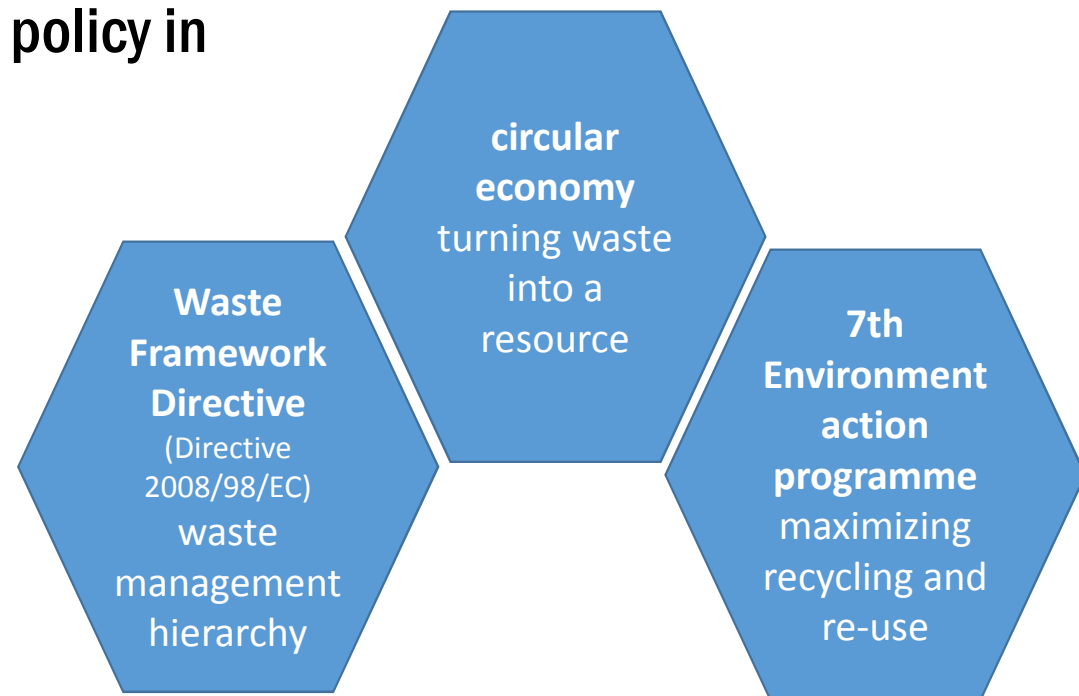 policy in
circular
economy
turning waste
into a
resource
Waste
Framework
Directive
(Directive
2008/98/EC)
waste
management
hierarchy
7th
Environment
action
programme
maximizing
recycling and
re-use